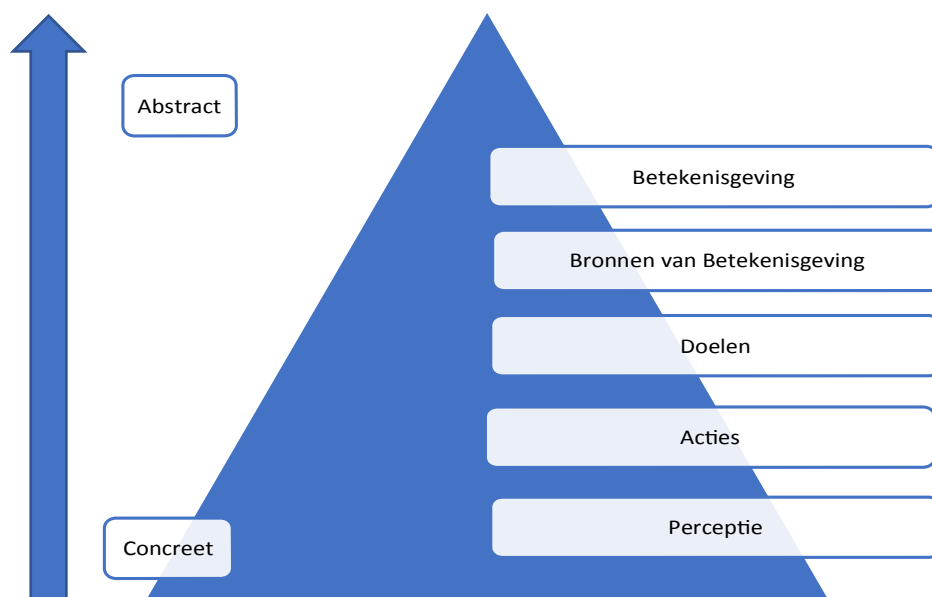 Abstract
Betekenisgeving
Bronnen van Betekenisgeving
Doelen
Acties
Perceptie
Concreet